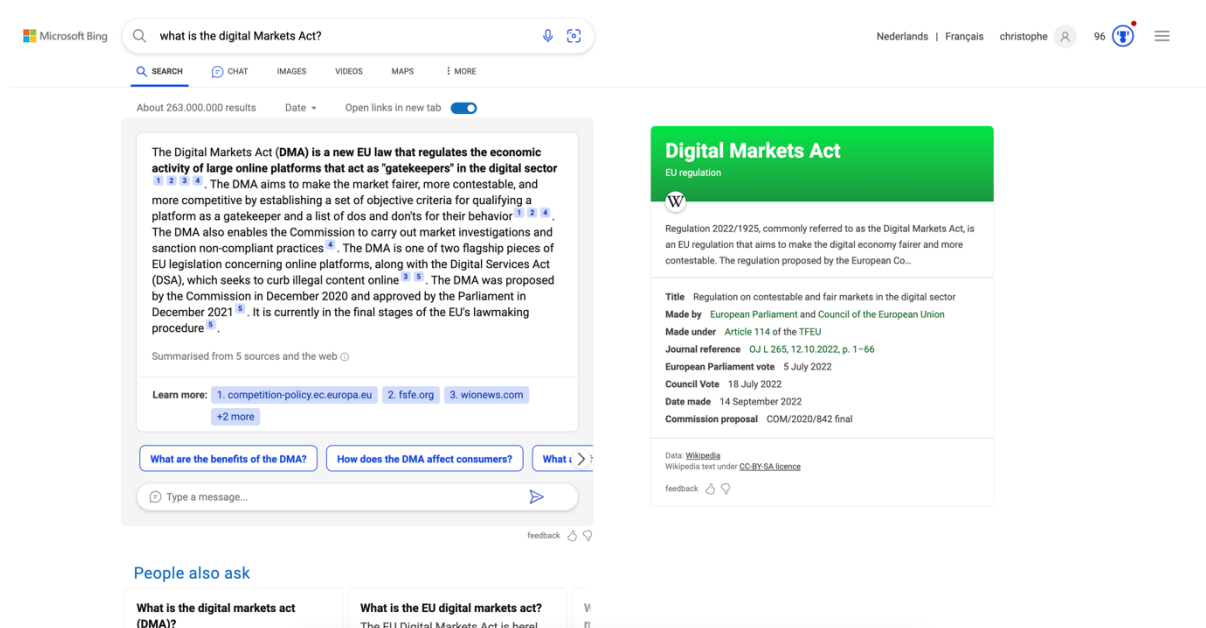 Microsoft Bing
what is the digital Markets Act?
Nederlands | Français christophe 96
SEARCH CHAT IMAGES VIDEOS MAPS MORE
About 263.000.000 results Date Open links in new tab
The Digital Markets Act (DMA) is a new EU law that regulates the economic
activity of large online platforms that act as "gatekeepers" in the digital sector
1 2 3 4 . The DMA aims to make the market fairer, more contestable, and
more competitive by establishing a set of objective criteria for qualifying a
platform as a gatekeeper and a list of dos and don'ts for their behavior 1 2 4 .
The DMA also enables the Commission to carry out market investigations and
sanction non-compliant practices 4 . The DMA is one of two flagship pieces of
EU legislation concerning online platforms, along with the Digital Services Act
(DSA), which seeks to curb illegal content online 3 5 . The DMA was proposed
by the Commission in December 2020 and approved by the Parliament in
December 2021 5 . It is currently in the final stages of the EU's lawmaking
procedure 5 .
Summarised from 5 sources and the web
Learn more: 1. competition-policy.ec.europa.eu 2. fsfe.org 3. wionews.com
+2 more
What are the benefits of the DMA? How does the DMA affect consumers? What
Type a message...
feedback
Digital Markets Act
EU regulation
W
Regulation 2022/1925, commonly referred to as the Digital Markets Act, is
an EU regulation that aims to make the digital economy fairer and more
contestable. The regulation proposed by the European Co...
Title Regulation on contestable and fair markets in the digital sector
Made by European Parliament and Council of the European Union
Made under Article 114 of the TFEU
Journal reference OJ L 265, 12.10.2022, p. 1–66
European Parliament vote 5 July 2022
Council Vote 18 July 2022
Date made 14 September 2022
Commission proposal COM/2020/842 final
Data: Wikipedia
Wikipedia text under CC-BY-SA licence
feedback
People also ask
What is the digital markets act
(DMA)?
What is the EU digital markets act?
The EU Digital Markets Act is here!